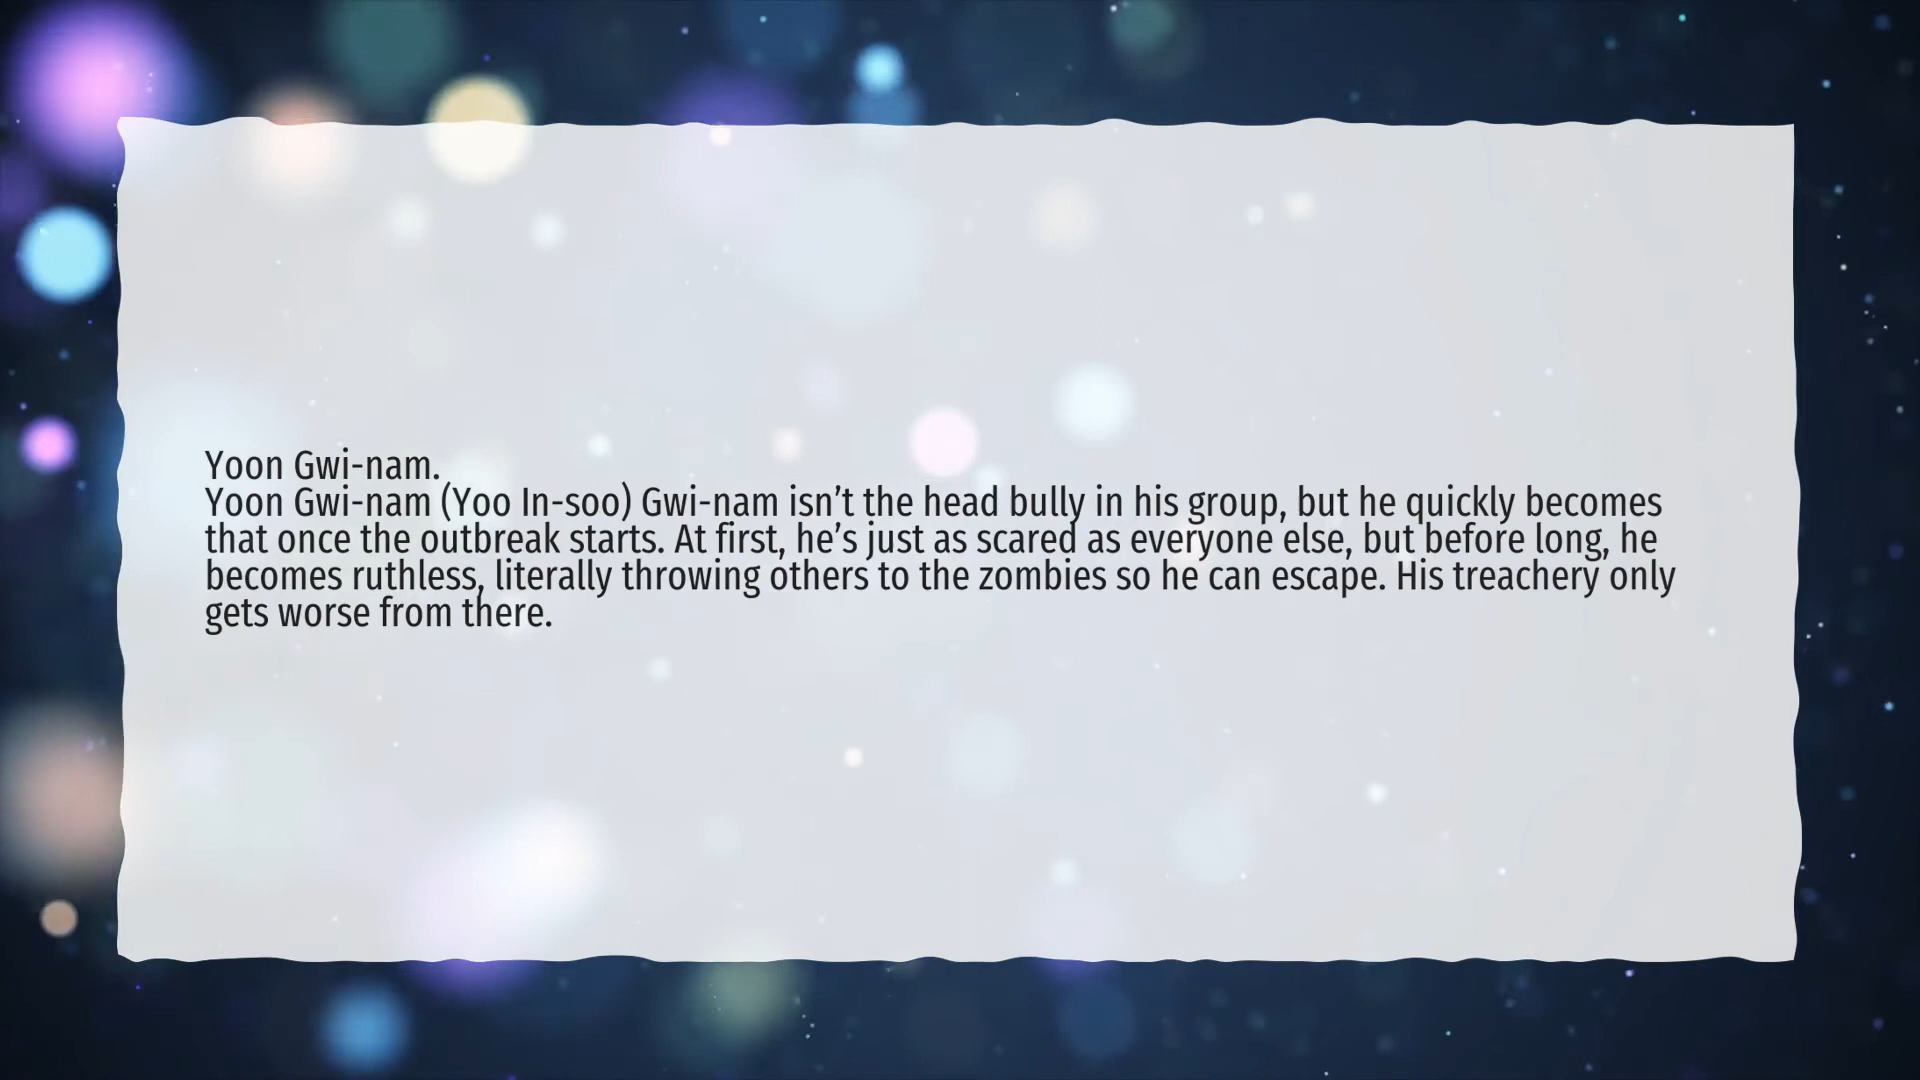 Yoon Gwi-nam.
Yoon Gwi-nam (Yoo In-soo) Gwi-nam isn’t the head bully in his group, but he quickly becomes
that once the outbreak starts. At first, he’s just as scared as everyone else, but before long, he
becomes ruthless, literally throwing others to the zombies so he can escape. His treachery only
gets worse from there.